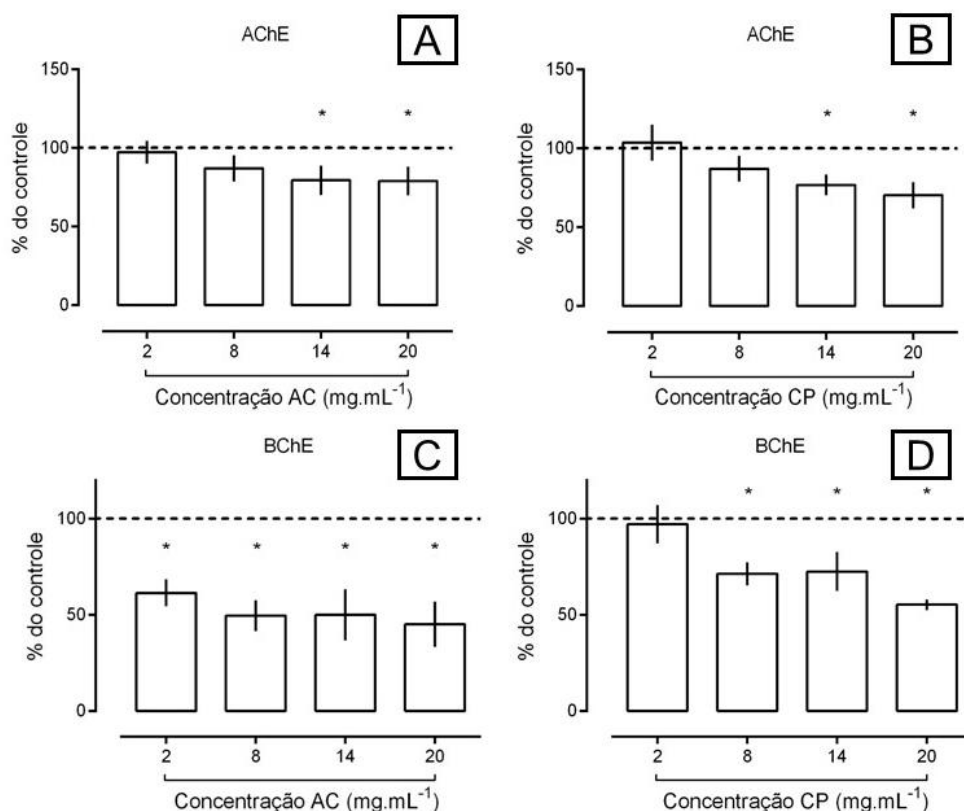 AChE
A
150
100
50
0
% do controle
* *
2 8 14 20
Concentração AC (mg.mL-1)
AChE
B
150
100
50
0
% do controle
* *
2 8 14 20
Concentração CP (mg.mL-1)
BChE
C
100
50
0
% do controle
* * * *
2 8 14 20
Concentração AC (mg.mL-1)
BChE
D
100
50
0
% do controle
* * *
2 8 14 20
Concentração CP (mg.mL-1)